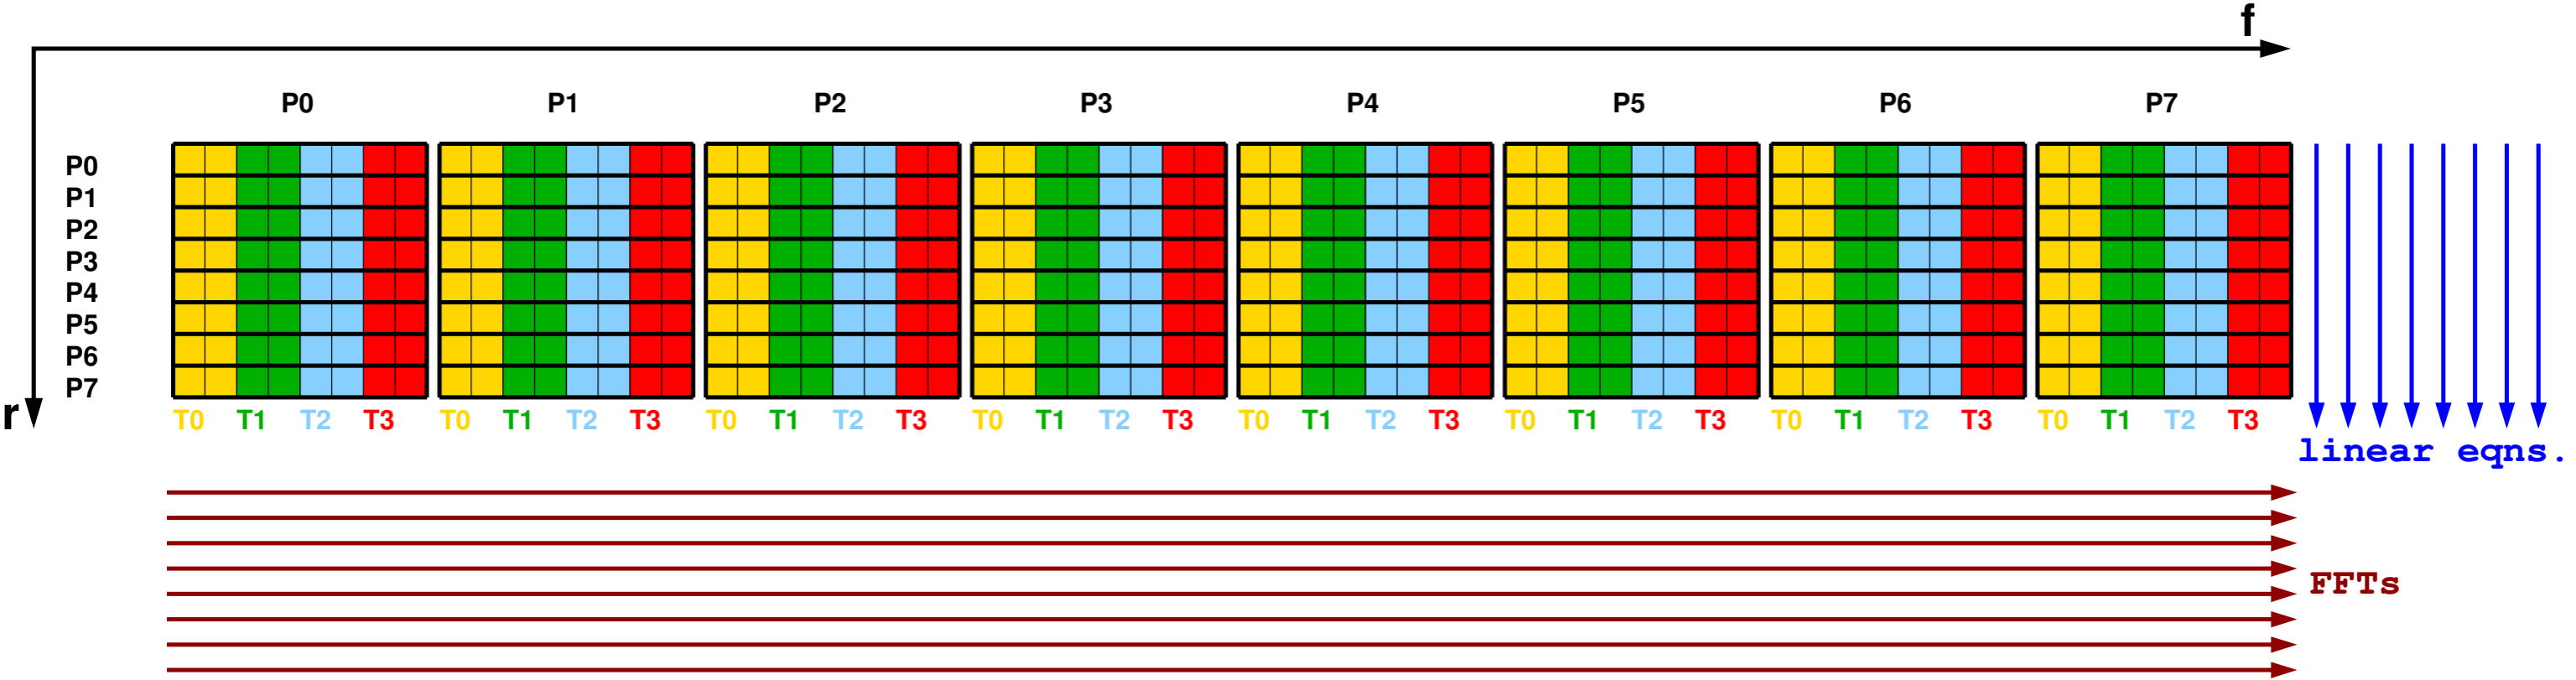 f
P0 P1 P2 P3 P4 P5 P6 P7
P0
P1
P2
P3
P4
P5
P6
P7
r
T0 T1 T2 T3 T0 T1 T2 T3 T0 T1 T2 T3 T0 T1 T2 T3 T0 T1 T2 T3 T0 T1 T2 T3 T0 T1 T2 T3 T0 T1 T2 T3
linear eqns.
FFTs